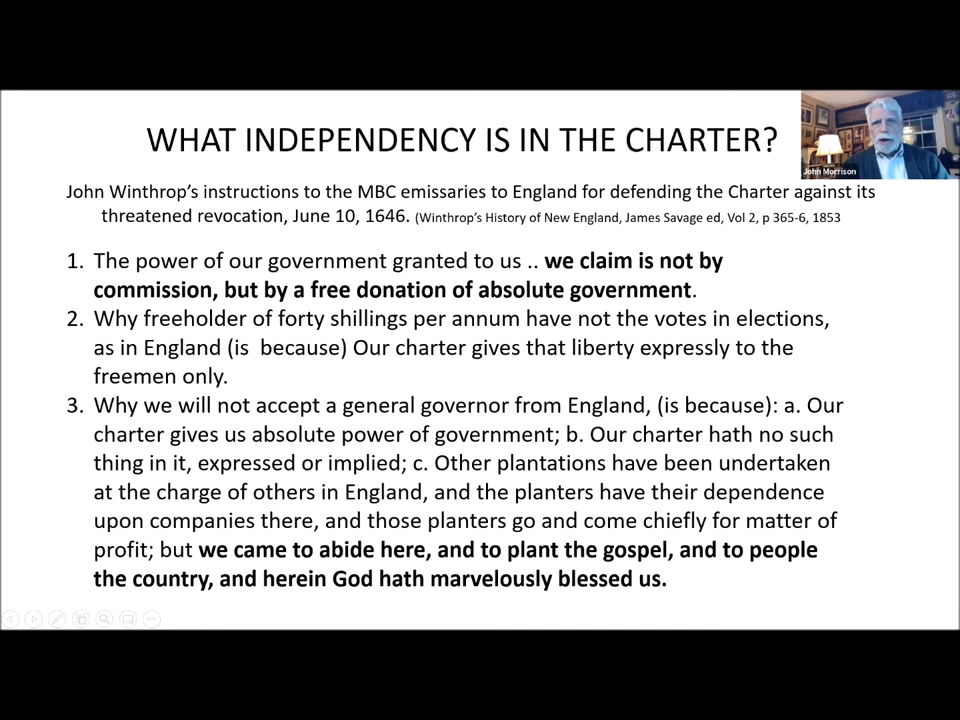 WHAT INDEPENDENCY IS IN THE CHARTER?
John Morrison
John Winthrop's instructions to the MBC emissaries to England for defending the Charter against its
threatened revocation, June 10, 1646. (Winthrop's History of New England, James Savage ed, Vol 2, p 365-6, 1853
1. The power of our government granted to us .. we claim is not by
commission, but by a free donation of absolute government.
2. Why freeholder of forty shillings per annum have not the votes in elections,
as in England (is because) Our charter gives that liberty expressly to the
freemen only.
3. Why we will not accept a general governor from England, (is because): a. Our
charter gives us absolute power of government; b. Our charter hath no such
thing in it, expressed or implied; c. Other plantations have been undertaken
at the charge of others in England, and the planters have their dependence
upon companies there, and those planters go and come chiefly for matter of
profit; but we came to abide here, and to plant the gospel, and to people
the country, and herein God hath marvelously blessed us.